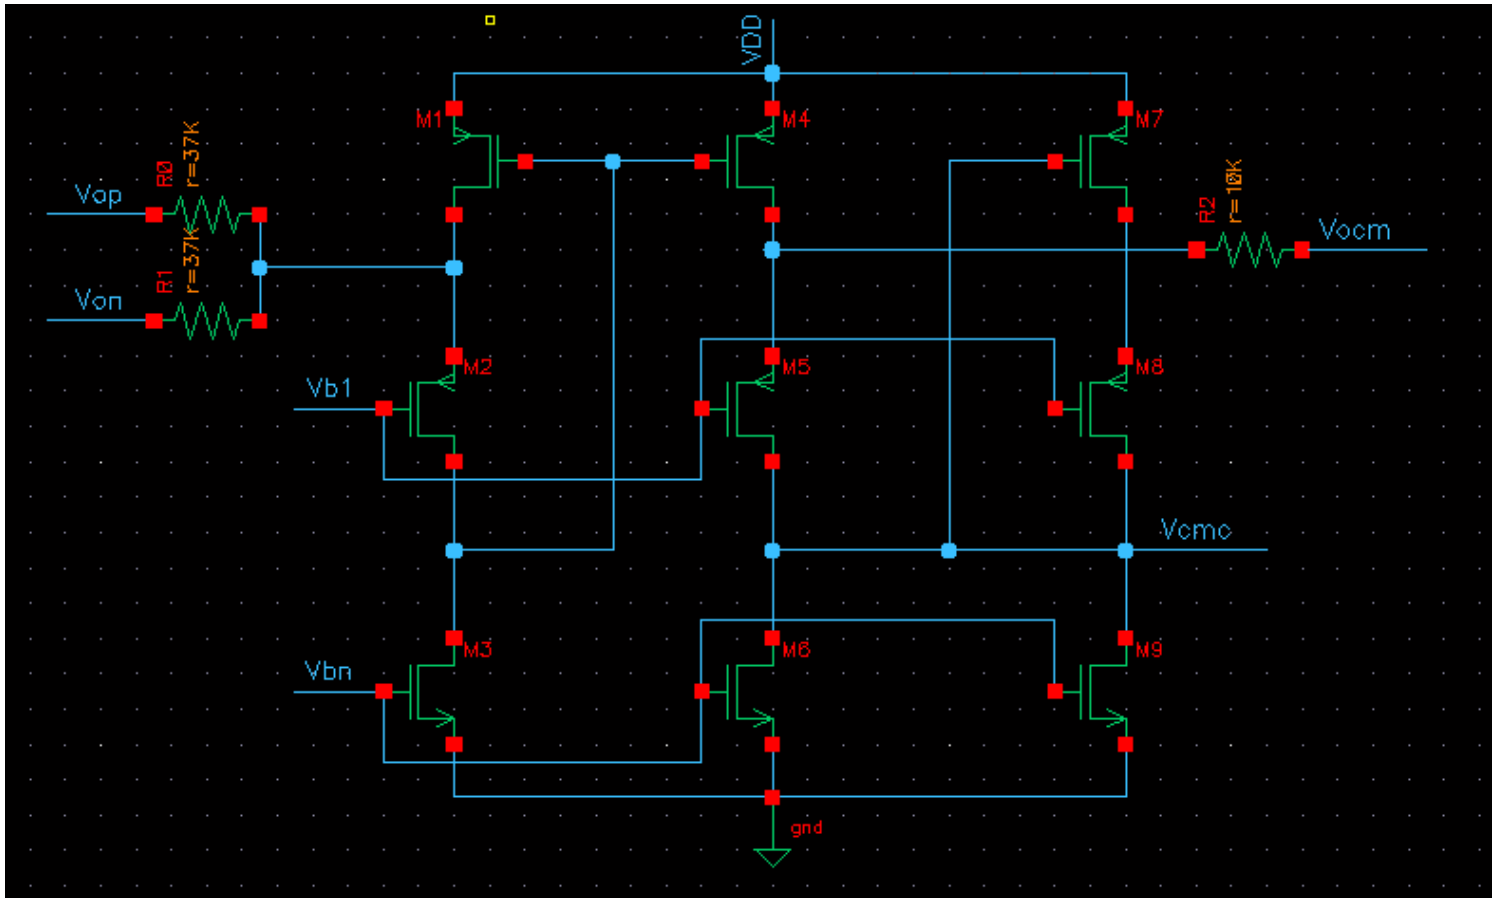 VDD
M1
M4
M7
R0
r=37K
Vop
R1
r=37K
Von
R2
r=10K
Vocm
M2
M5
M8
Vb1
Vcmc
M3
M6
M9
Vbn
gnd